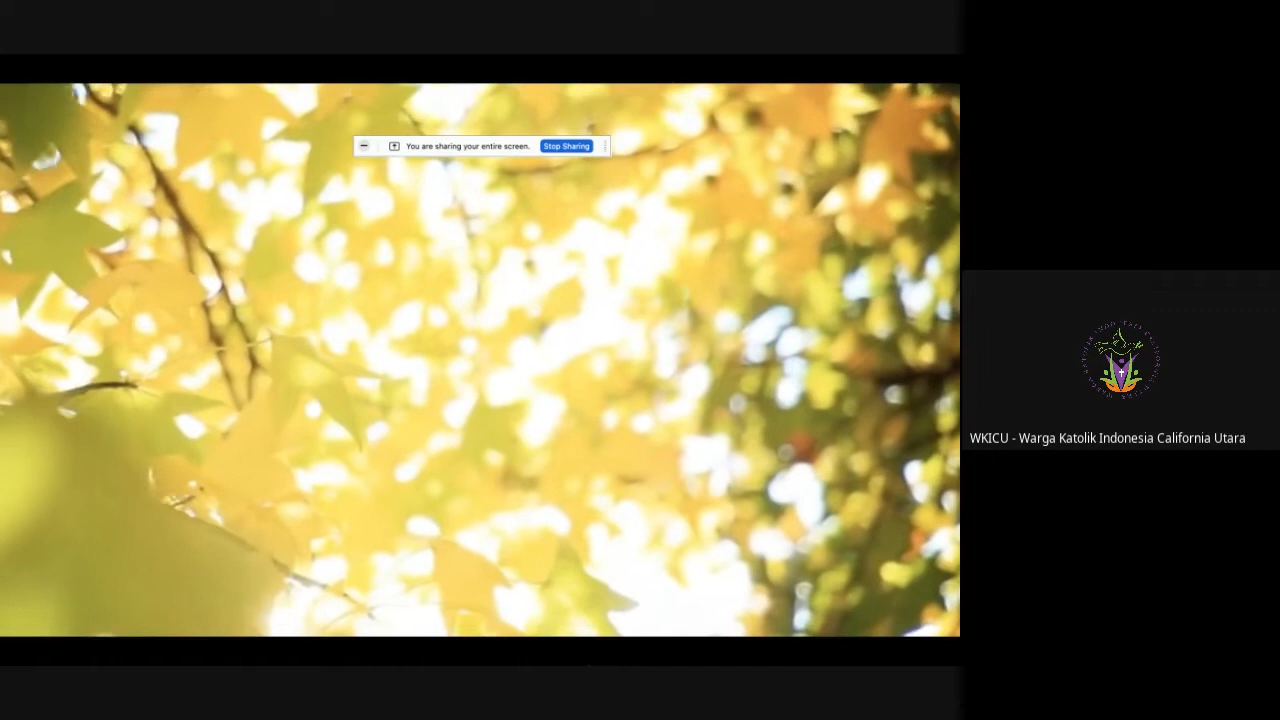 You are sharing your entire screen.
Stop Sharing
WKICU - Warga Katolik Indonesia California Utara